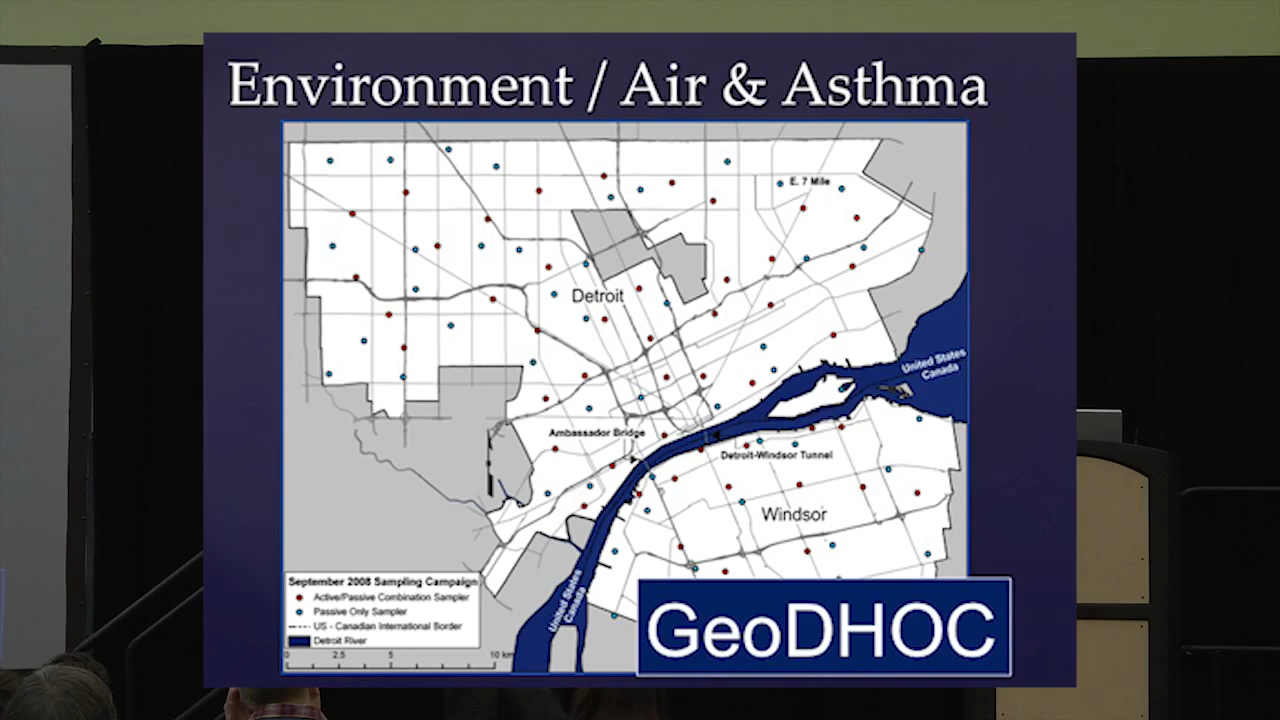 Environment / Air & Asthma
E. 7 Mile
Detroit
United States
Canada
Ambassador Bridge
Detroit-Windsor Tunnel
Windsor
United States
Canada
September 2008 Sampling Campaign
Active/Passive Combination Sampler
Passive Only Sampler
US - Canadian International Border
Detroit River
0 2.5 5 10 km
GeoDHOC